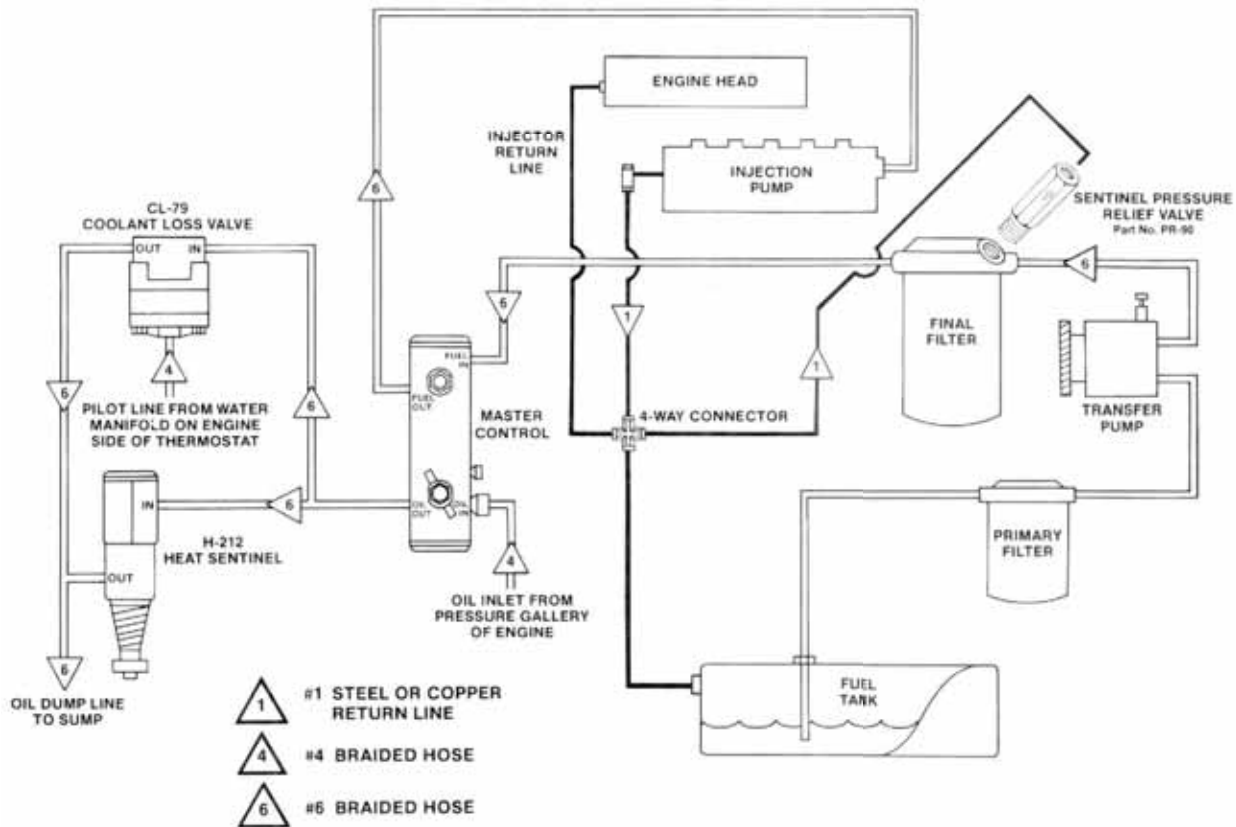 ENGINE HEAD
INJECTOR
RETURN
LINE
INJECTION
PUMP
SENTINEL PRESSURE
RELIEF VALVE
Part No. PR-90
6
CL-79
COOLANT LOSS VALVE
OUT
IN
6
6
1
FINAL
FILTER
4
6
6
PILOT LINE FROM WATER
MANIFOLD ON ENGINE
SIDE OF THERMOSTAT
FUEL
IN
FUEL
OUT
MASTER
CONTROL
4-WAY CONNECTOR
1
TRANSFER
PUMP
IN
6
OIL
OUT
OIL
IN
H-212
HEAT SENTINEL
OUT
4
PRIMARY
FILTER
OIL INLET FROM
PRESSURE GALLERY
OF ENGINE
6
OIL DUMP LINE
TO SUMP
FUEL
TANK
1 #1 STEEL OR COPPER
RETURN LINE
4 #4 BRAIDED HOSE
6 #6 BRAIDED HOSE